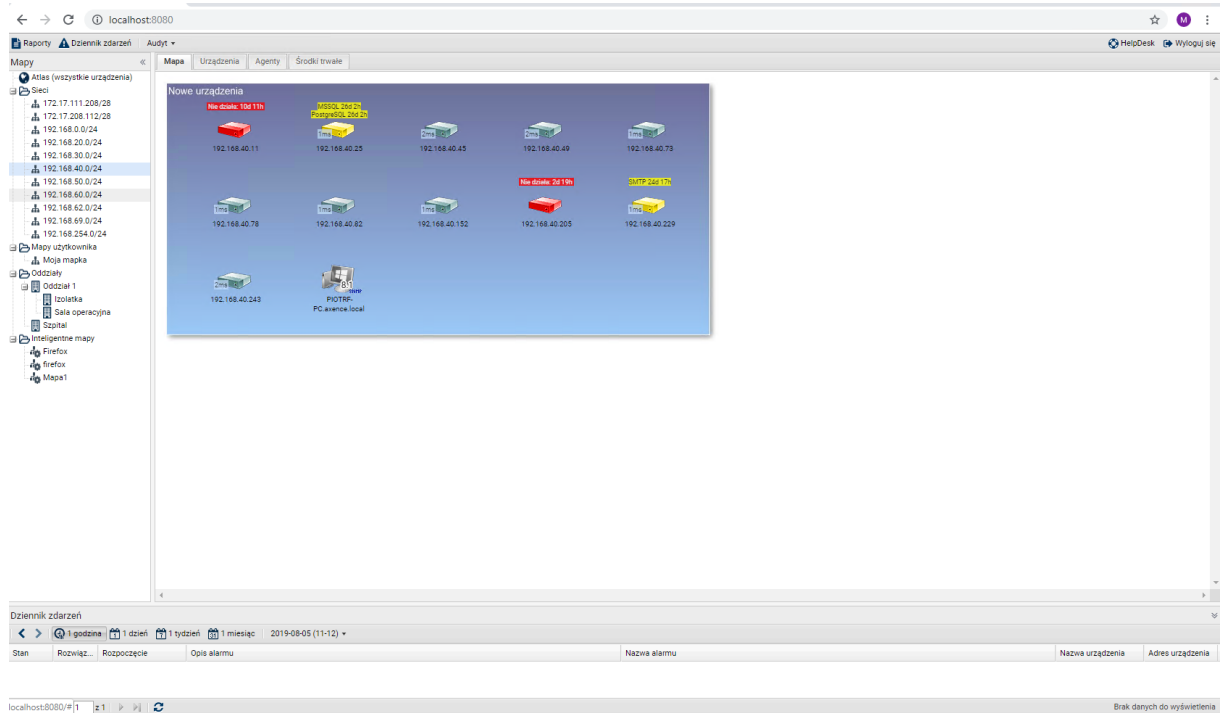 localhost:8080
M
Raporty Dziennik zdarzeń Audyt
HelpDesk Wyloguj się
Mapy
Atlas (wszystkie urządzenia)
Sieci
172.17.111.208/28
172.17.208.112/28
192.168.0.0/24
192.168.20.0/24
192.168.30.0/24
192.168.40.0/24
192.168.50.0/24
192.168.60.0/24
192.168.62.0/24
192.168.69.0/24
192.168.254.0/24
Mapy użytkownika
Moja mapka
Oddziały
Oddział 1
Izolatka
Sala operacyjna
Szpital
Inteligentne mapy
Firefox
firefox
Mapa1
Mapa Urządzenia Agenty Środki trwałe
Nowe urządzenia
Nie działa: 10d 11h
MSSQL 26d 2h
PostgreSQL 26d 2h
1ms 2ms 2ms 1ms
192.168.40.11 192.168.40.25 192.168.40.45 192.168.40.49 192.168.40.73
Nie działa: 2d 19h SMTP 24d 17h
1ms 1ms 1ms 1ms
192.168.40.78 192.168.40.82 192.168.40.152 192.168.40.205 192.168.40.229
2ms 8.1
192.168.40.243 PIOTRF-
PC.axence.local
Dziennik zdarzeń
1 godzina 1 dzień 1 tydzień 1 miesiąc 2019-08-05 (11-12)
Stan Rozwiąz... Rozpoczęcie Opis alarmu Nazwa alarmu Nazwa urządzenia Adres urządzenia
localhost:8080/# 1 z 1
Brak danych do wyświetlenia